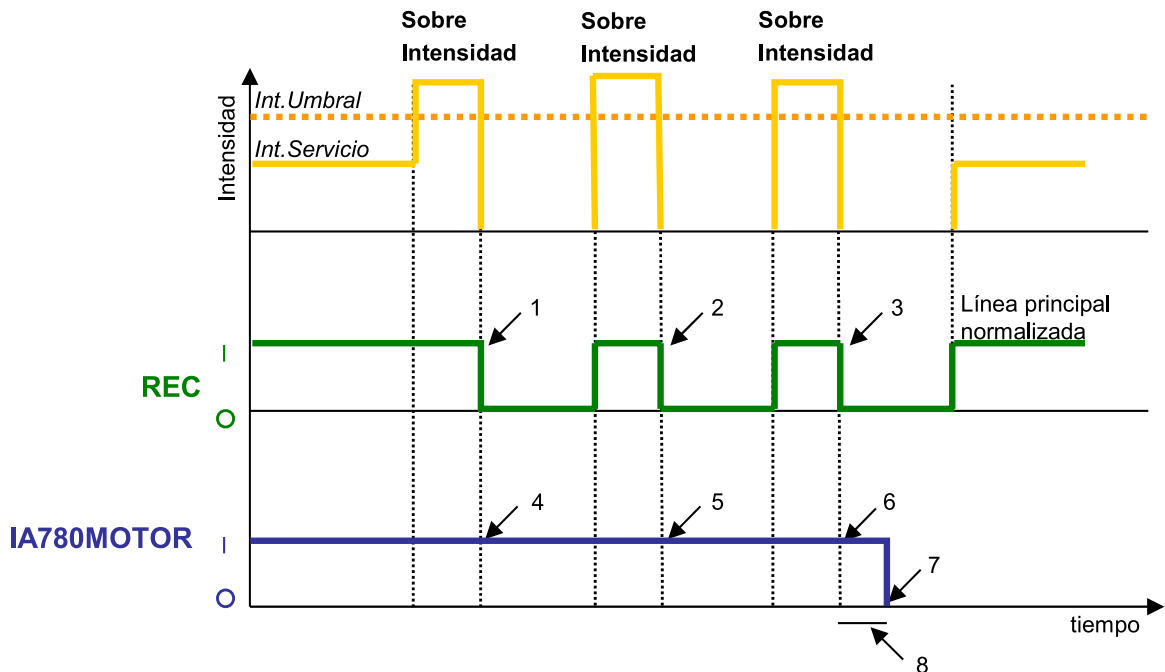 Sobre
Intensidad
Sobre
Intensidad
Sobre
Intensidad
Intensidad
Int.Umbral
Int.Servicio
1
2
3
Línea principal
normalizada
I
REC
O
4
5
6
IA780MOTOR
I
7
O
tiempo
8